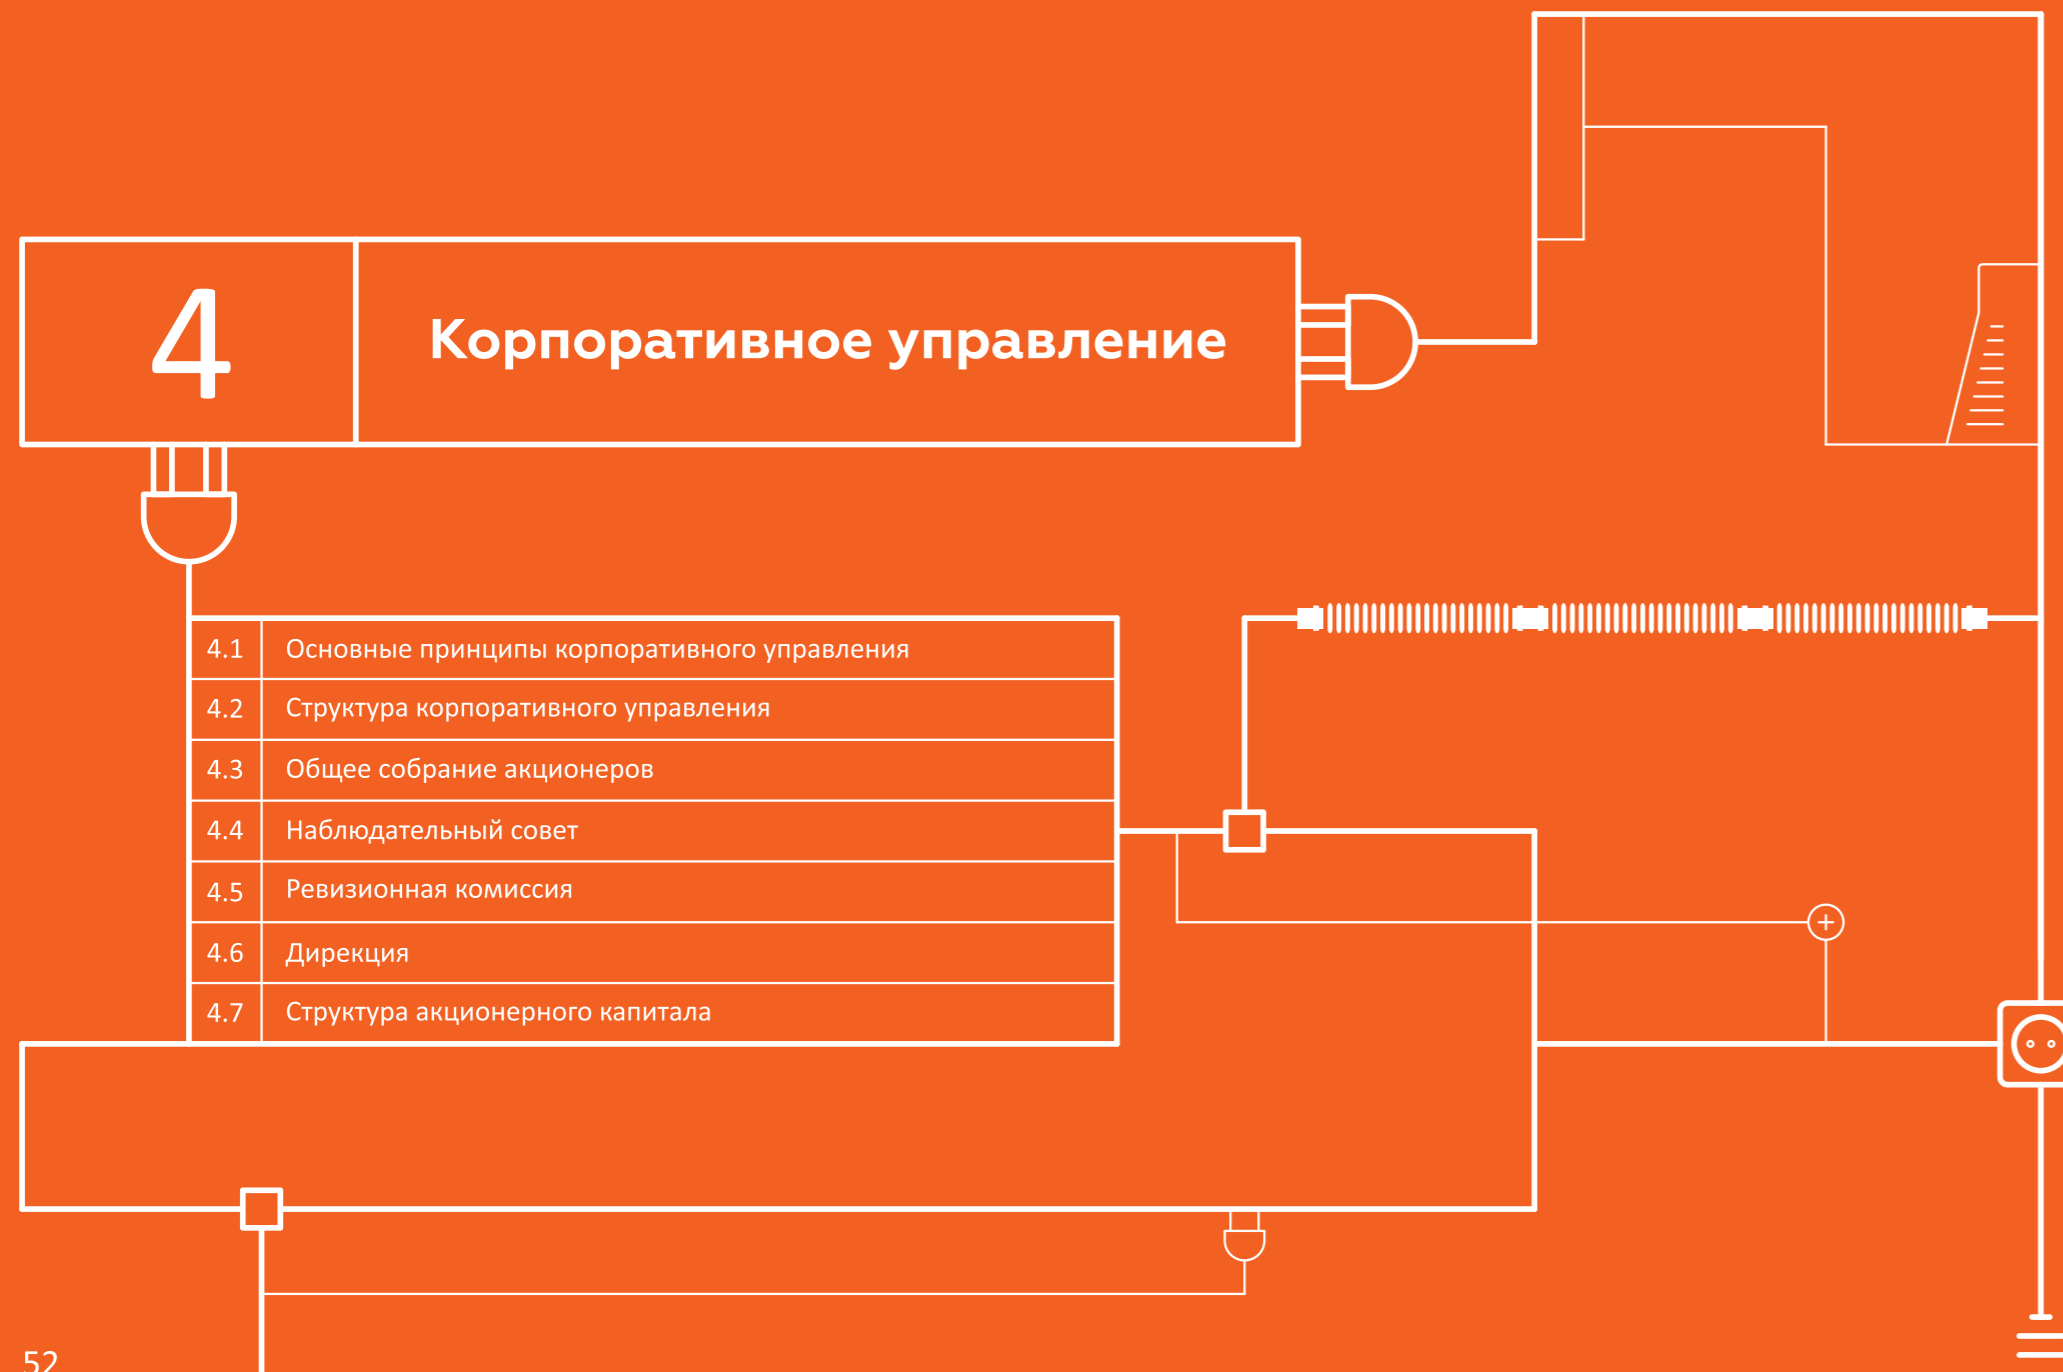 4
Корпоративное управление
4.1 Основные принципы корпоративного управления
4.2 Структура корпоративного управления
4.3 Общее собрание акционеров
4.4 Наблюдательный совет
4.5 Ревизионная комиссия
4.6 Дирекция
4.7 Структура акционерного капитала
52